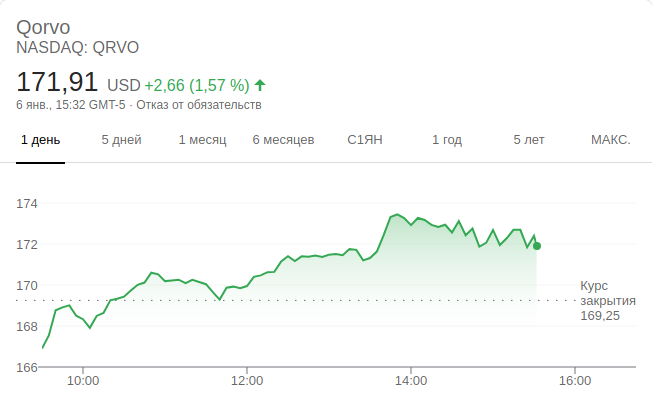 Qorvo
NASDAQ: QRVO
171,91 USD +2,66 (1,57 %)
6 янв., 15:32 GMT-5 · Отказ от обязательств
1 день 5 дней 1 месяц 6 месяцев С1ЯН 1 год 5 лет МАКС.
174
172
170
Курс
закрытия
169,25
168
166
10:00 12:00 14:00 16:00